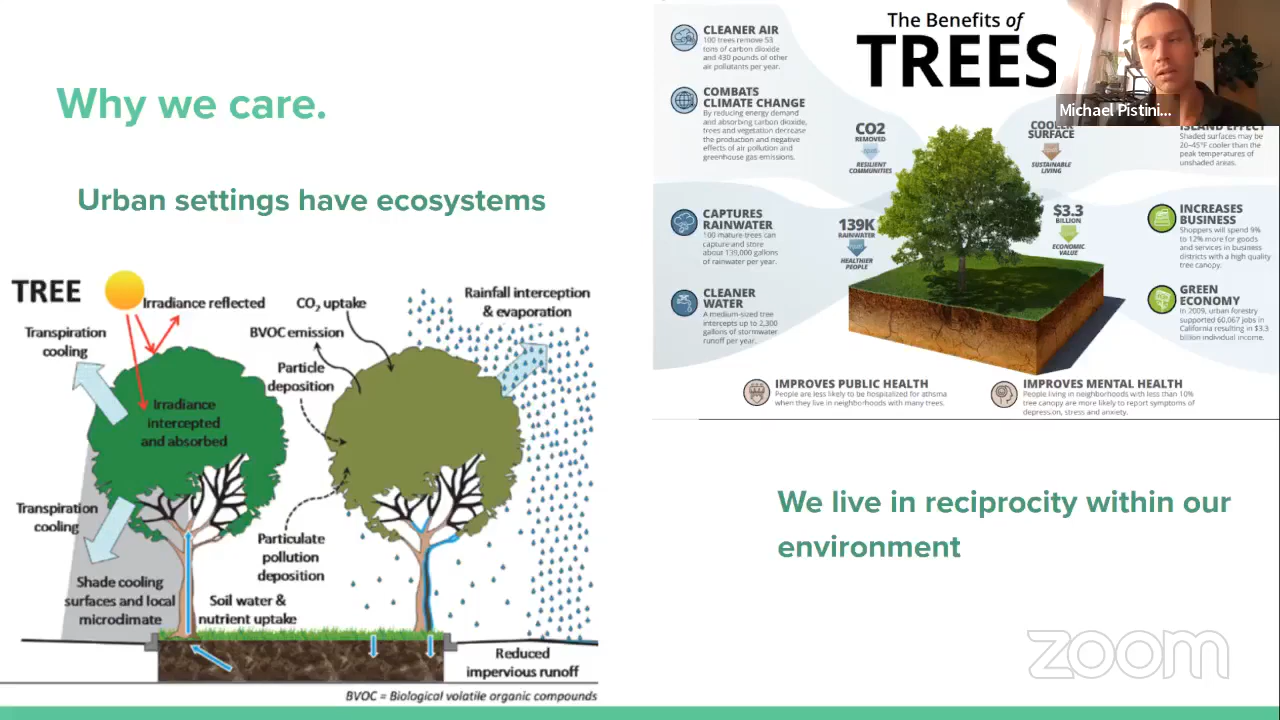 Why we care.
Urban settings have ecosystems
TREE
Irradiance reflected
CO₂ uptake
Rainfall interception
& evaporation
Transpiration
cooling
BVOC emission
Particle
deposition
Irradiance
intercepted
and absorbed
Transpiration
cooling
Particulate
pollution
deposition
Shade cooling
surfaces and local
microclimate
Soil water &
nutrient uptake
Reduced
impervious runoff
BVOC = Biological volatile organic compounds
The Benefits of
TREES
CLEANER AIR
100 trees remove 53
tons of carbon dioxide
and 430 pounds of other
air pollutants per year.
COMBATS
CLIMATE CHANGE
By reducing energy demand
and absorbing carbon dioxide,
trees and vegetation decrease
the production and negative
effects of air pollution and
greenhouse gas emissions.
CO2
REMOVED
RESILIENT
COMMUNITIES
COOLER
SURFACE
SUSTAINABLE
LIVING
ISLAND EFFECT
Shaded surfaces may be
20–45°F cooler than the
peak temperatures of
unshaded areas.
CAPTURES
RAINWATER
100 mature trees can
capture and store
about 139,000 gallons
of rainwater per year.
139K
RAINWATER
HEALTHIER
PEOPLE
$3.3
BILLION
ECONOMIC
VALUE
INCREASES
BUSINESS
Shoppers will spend 9%
to 12% more for goods
and services in business
districts with a high quality
tree canopy.
CLEANER
WATER
A medium-sized tree
intercepts up to 2,300
gallons of stormwater
runoff per year.
GREEN
ECONOMY
In 2009, urban forestry
supported 60,067 jobs in
California resulting in $3.3
billion individual income.
IMPROVES PUBLIC HEALTH
People are less likely to be hospitalized for athsma
when they live in neighborhoods with many trees.
IMPROVES MENTAL HEALTH
People living in neighborhoods with less than 10%
tree canopy are more likely to report symptoms of
depression, stress and anxiety.
Michael Pistini...
We live in reciprocity within our
environment
zoom